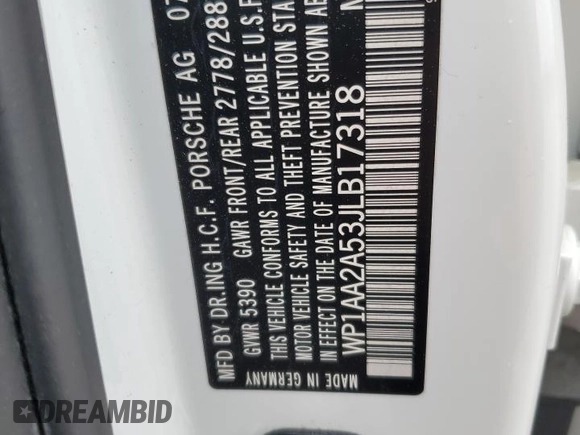 MFD BY DR.ING H.C.F. PORSCHE AG 07
GVWR 5390 GAWR FRONT/REAR 2778/288
THIS VEHICLE CONFORMS TO ALL APPLICABLE U.S.F
MOTOR VEHICLE SAFETY AND THEFT PREVENTION STA
IN EFFECT ON THE DATE OF MANUFACTURE SHOWN AB
WP1AA2A53JLB17318
MADE IN GERMANY
DREAMBID